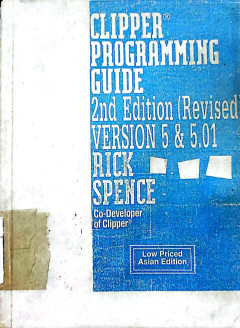 CLIPPER®
PROGRAMMING
GUIDE
2nd Edition (Revised)
VERSION 5 & 5.01
RICK
SPENCE
Co-Developer
of Clipper®
Low Priced
Asian Edition